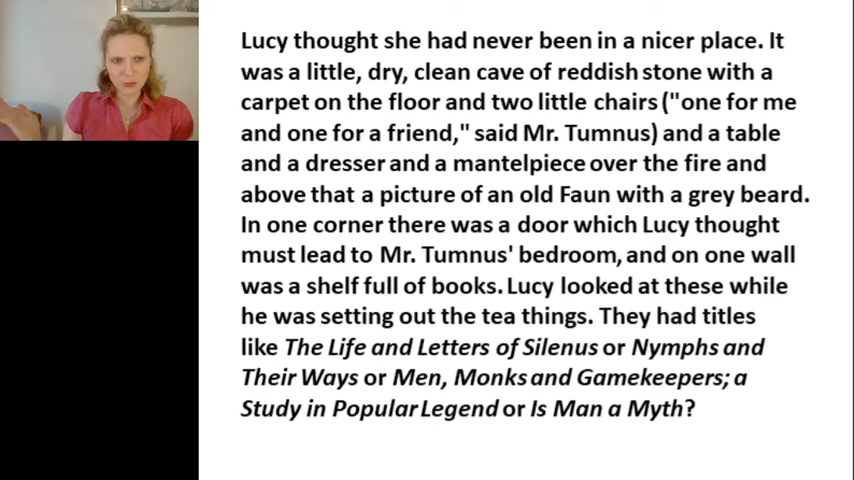 Lucy thought she had never been in a nicer place. It
was a little, dry, clean cave of reddish stone with a
carpet on the floor and two little chairs ("one for me
and one for a friend," said Mr. Tumnus) and a table
and a dresser and a mantelpiece over the fire and
above that a picture of an old Faun with a grey beard.
In one corner there was a door which Lucy thought
must lead to Mr. Tumnus' bedroom, and on one wall
was a shelf full of books. Lucy looked at these while
he was setting out the tea things. They had titles
like The Life and Letters of Silenus or Nymphs and
Their Ways or Men, Monks and Gamekeepers; a
Study in Popular Legend or Is Man a Myth?